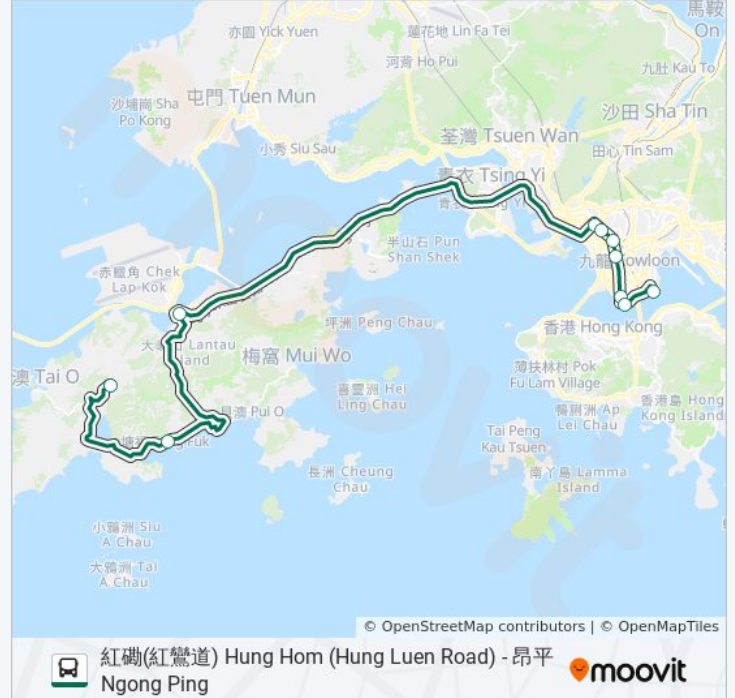 馬鞍
On
亦園 Yick Yuen
蓮花地 Lin Fa Tei
河背 Ho Pui
九肚 Kau To
屯門 Tuen Mun
沙埔崗 Sha
Po Kong
沙田 Sha Tin
荃灣 Tsuen Wan
小秀 Siu Sau
田心 Tin Sam
青衣 Tsing Yi
半山石 Pun
Shan Shek
九龍 Kowloon
赤鱲角 Chek
Lap Kok
坪洲 Peng Chau
香港 Hong Kong
Lantau
Island
梅窩 Mui Wo
薄扶林村 Pok
Fu Lam Village
澳 Tai O
喜靈洲 Hei
Ling Chau
香港島 Hong
Kong Island
鴨脷洲 Ap
Lei Chau
貝澳 Pui O
Tai Peng
Kau Tsuen
長洲 Cheung
Chau
南丫島 Lamma
Island
小鴉洲 Siu
A Chau
大鴉洲 Tai
A Chau
© OpenStreetMap contributors | © OpenMapTiles
紅磡(紅鸞道) Hung Hom (Hung Luen Road) - 昂平
Ngong Ping
moovit